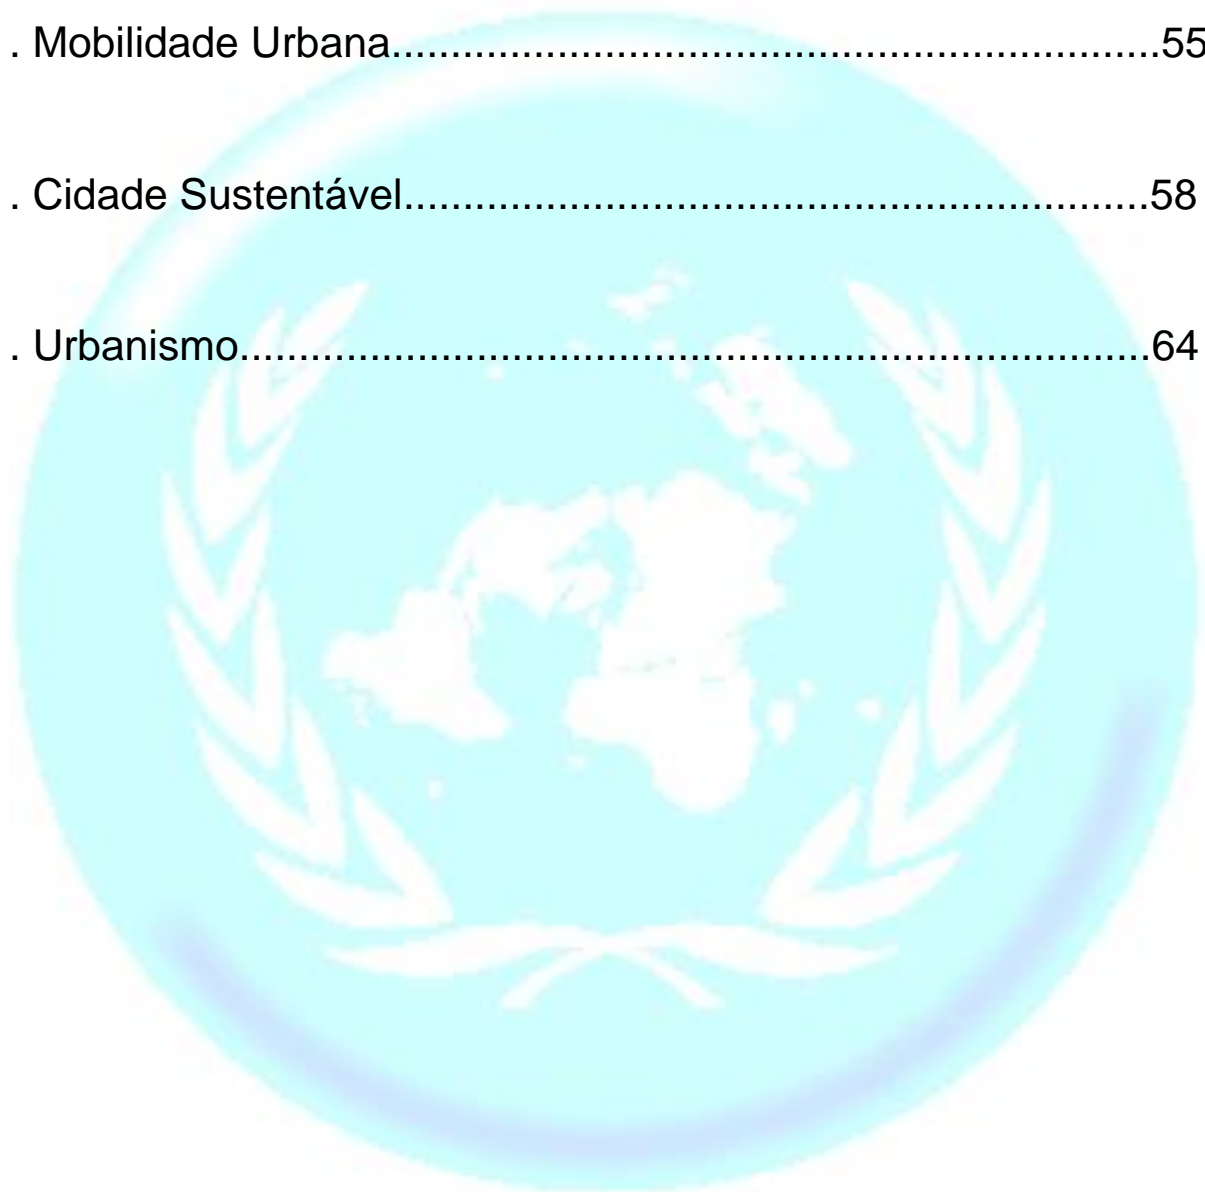 . Mobilidade Urbana.................................................................55
. Cidade Sustentável...............................................................58
. Urbanismo.............................................................................64